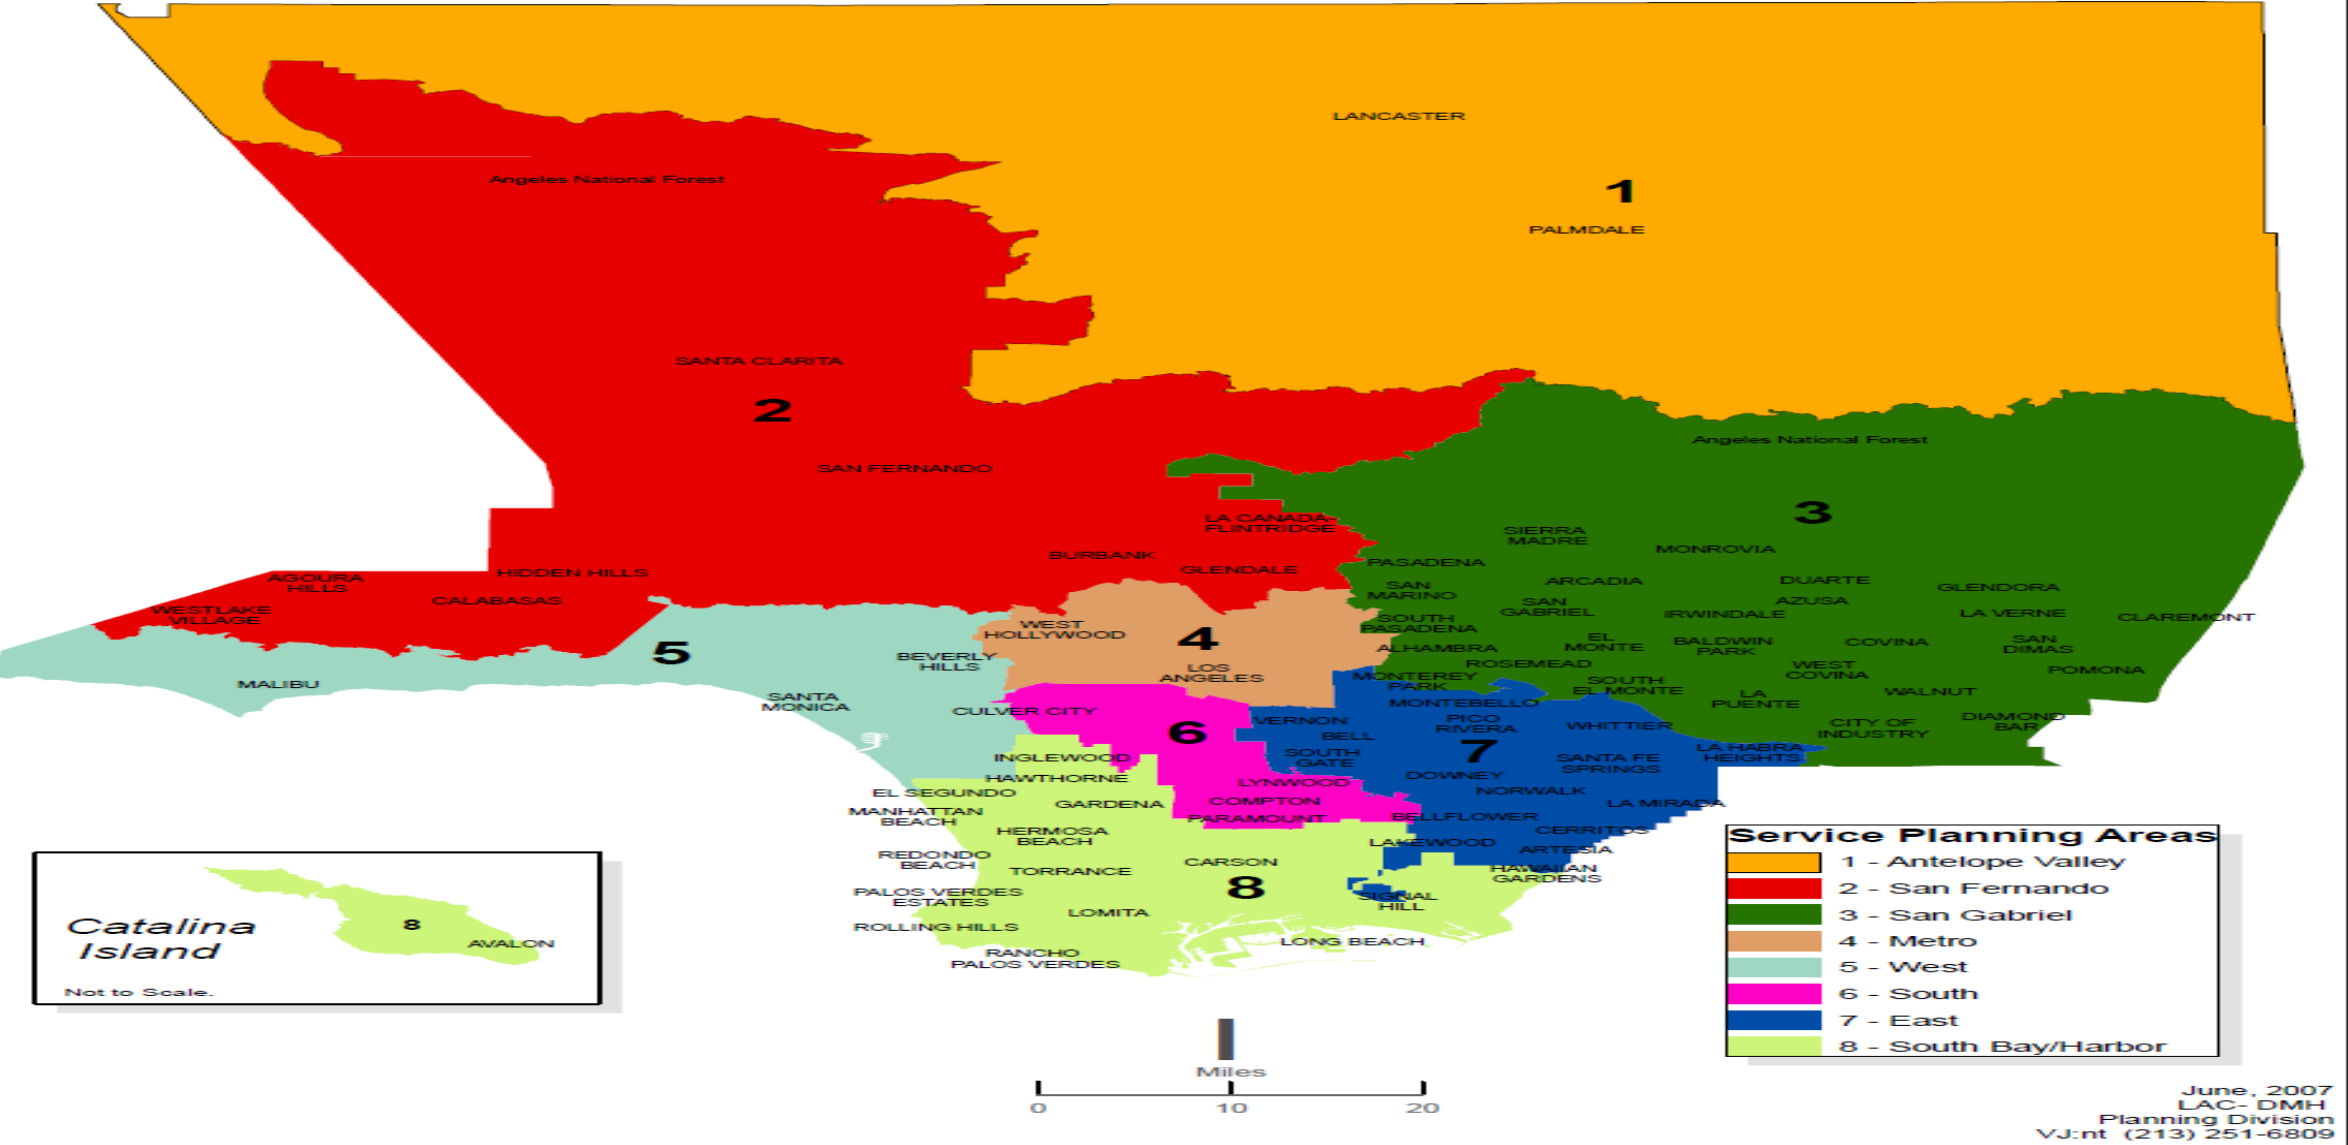 LANCASTER
Angeles National Forest
1
PALMDALE
SANTA CLARITA
2
Angeles National Forest
SAN FERNANDO
3
LA CANADA-
FLINTRIDGE
SIERRA
MADRE
MONROVIA
BURBANK
PASADENA
GLENDALE
HIDDEN HILLS
AGOURA
HILLS
ARCADIA
DUARTE
GLENDORA
SAN
MARINO
CALABASAS
SAN
GABRIEL
AZUSA
WESTLAKE
VILLAGE
IRWINDALE
LA VERNE
CLAREMONT
SOUTH
PASADENA
WEST
HOLLYWOOD
4
EL
MONTE
BALDWIN
PARK
COVINA
SAN
DIMAS
ALHAMBRA
5
BEVERLY
HILLS
ROSEMEAD
WEST
COVINA
POMONA
LOS
ANGELES
MONTEREY
PARK
SOUTH
EL MONTE
MALIBU
WALNUT
LA
PUENTE
SANTA
MONICA
MONTEBELLO
CULVER CITY
VERNON
PICO
RIVERA
WHITTIER
CITY OF
INDUSTRY
DIAMOND
BAR
6
BELL
7
LA HABRA
HEIGHTS
INGLEWOOD
SOUTH
GATE
SANTA FE
SPRINGS
HAWTHORNE
DOWNEY
LYNWOOD
EL SEGUNDO
NORWALK
GARDENA
COMPTON
LA MIRADA
MANHATTAN
BEACH
PARAMOUNT
BELLFLOWER
HERMOSA
BEACH
CERRITOS
LAKEWOOD
ARTESIA
REDONDO
BEACH
CARSON
TORRANCE
HAWAIIAN
GARDENS
8
PALOS VERDES
ESTATES
SIGNAL
HILL
LOMITA
ROLLING HILLS
LONG BEACH
RANCHO
PALOS VERDES
Catalina
Island
8
AVALON
Not to Scale.
Service Planning Areas
1 - Antelope Valley
2 - San Fernando
3 - San Gabriel
4 - Metro
5 - West
6 - South
7 - East
8 - South Bay/Harbor
Miles
0 10 20
June, 2007
LAC- DMH
Planning Division
VJ:nt (213) 251-6809